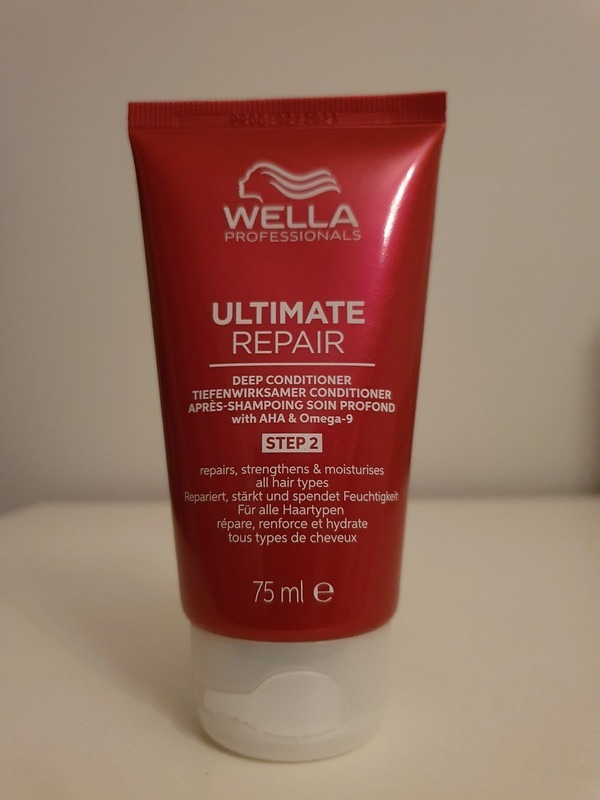 WELLA
PROFESSIONALS
ULTIMATE
REPAIR
DEEP CONDITIONER
TIEFENWIRKSAMER CONDITIONER
APRÈS-SHAMPOING SOIN PROFOND
with AHA & Omega-9
STEP 2
repairs, strengthens & moisturises
all hair types
Repariert, stärkt und spendet Feuchtigkeit
Für alle Haartypen
répare, renforce et hydrate
tous types de cheveux
75 ml ℮